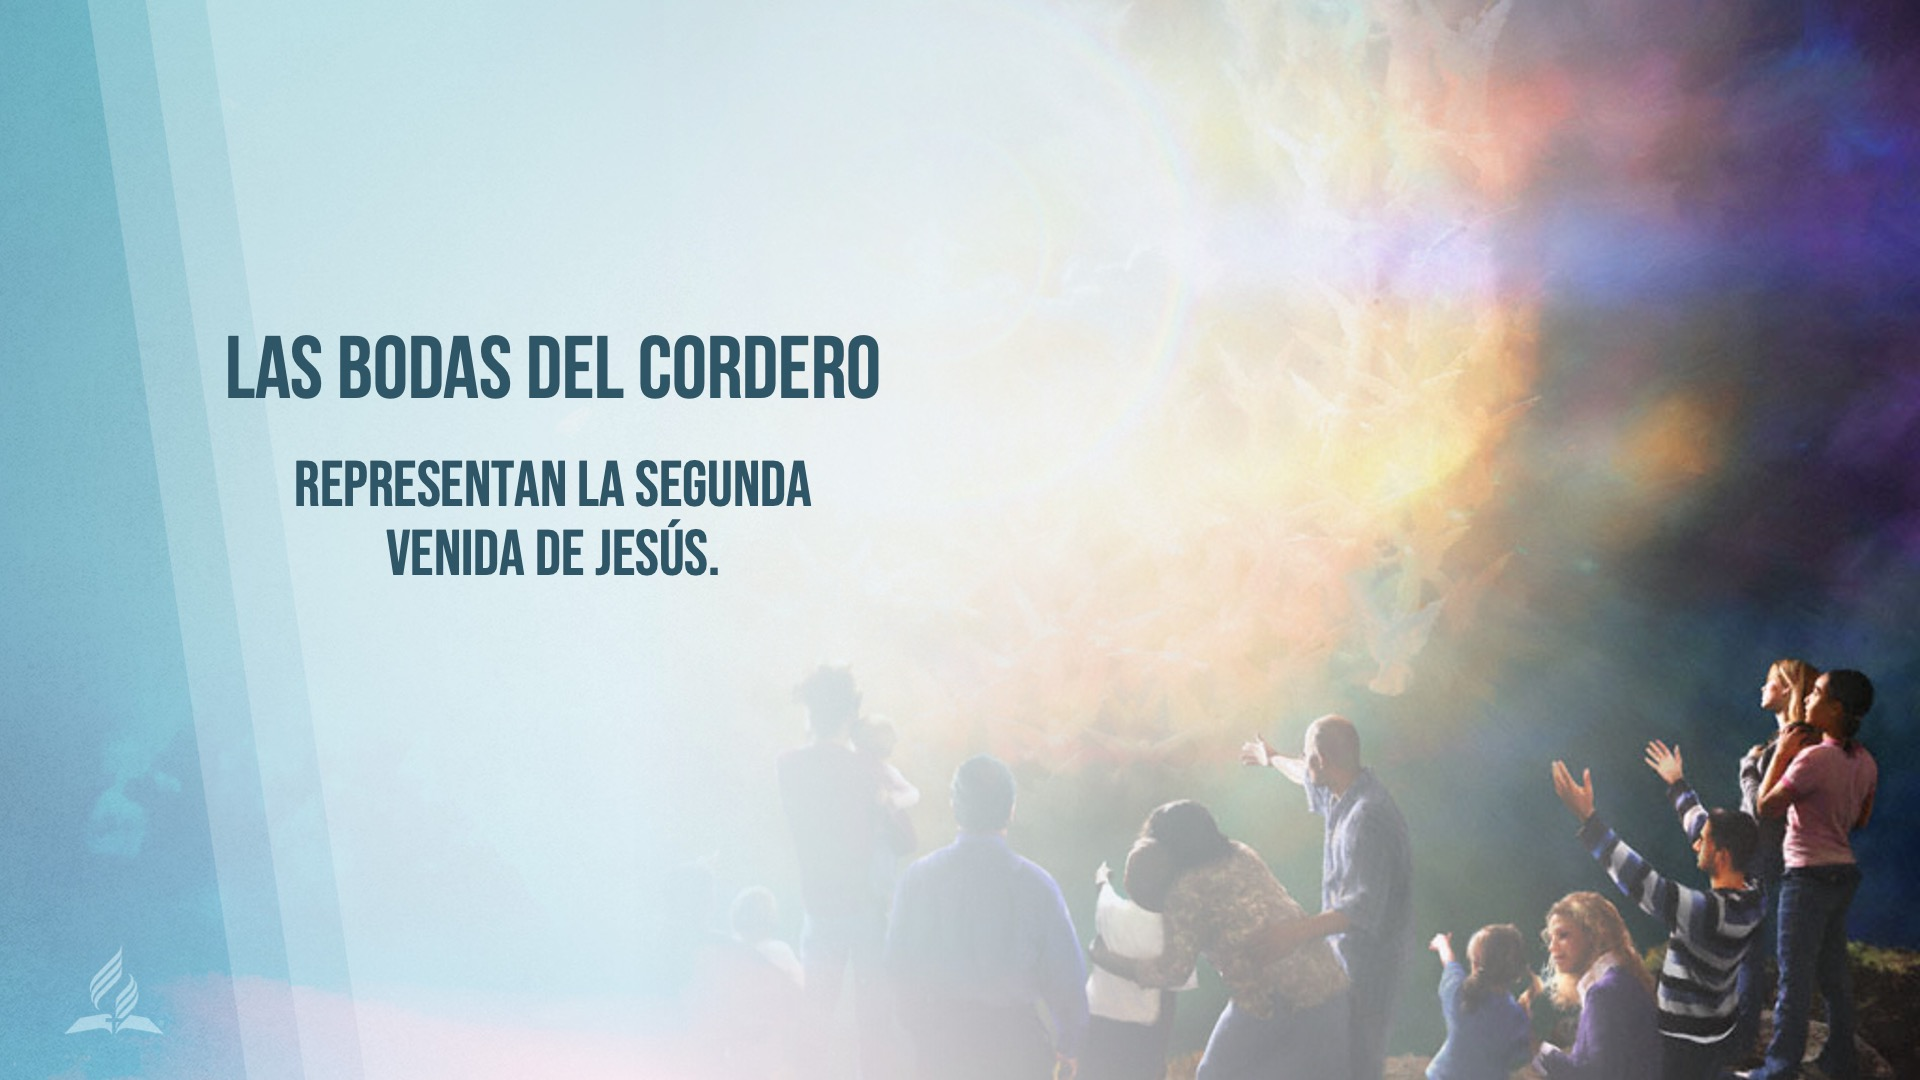 LAS BODAS DEL CORDERO
REPRESENTAN LA SEGUNDA
VENIDA DE JESÚS.